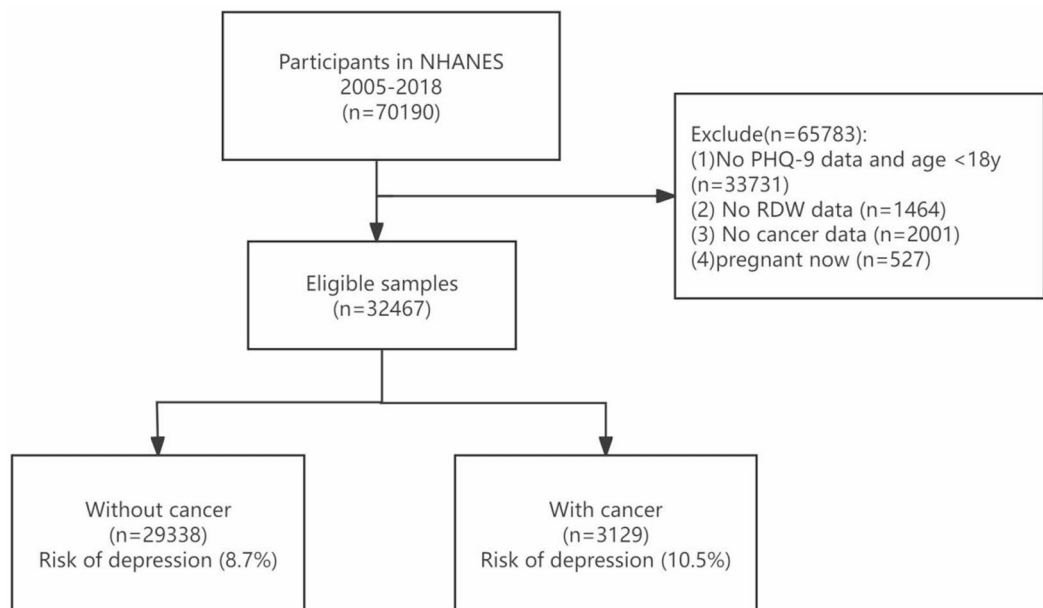 Participants in NHANES
2005-2018
(n=70190)
Exclude(n=65783):
(1)No PHQ-9 data and age <18y
(n=33731)
(2) No RDW data (n=1464)
(3) No cancer data (n=2001)
(4)pregnant now (n=527)
Eligible samples
(n=32467)
Without cancer
(n=29338)
Risk of depression (8.7%)
With cancer
(n=3129)
Risk of depression (10.5%)